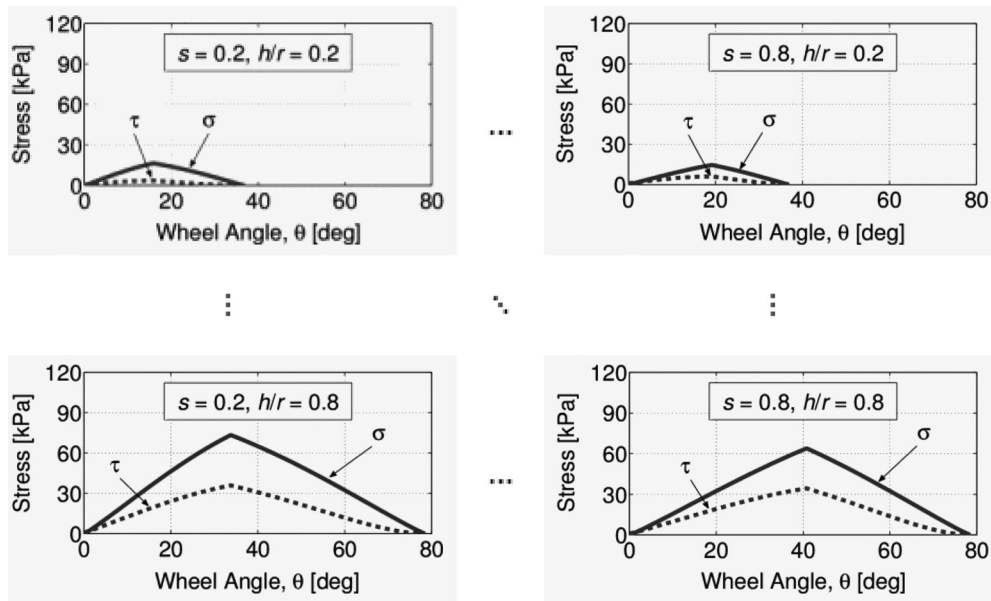 120
s = 0.2, h/r = 0.2
90
60
30
0
Stress [kPa]
τ
σ
0 20 40 60 80
Wheel Angle, θ [deg]
...
120
s = 0.8, h/r = 0.2
90
60
30
0
Stress [kPa]
τ
σ
0 20 40 60 80
Wheel Angle, θ [deg]
120
s = 0.2, h/r = 0.8
90
60
30
0
Stress [kPa]
τ
σ
0 20 40 60 80
Wheel Angle, θ [deg]
...
120
s = 0.8, h/r = 0.8
90
60
30
0
Stress [kPa]
τ
σ
0 20 40 60 80
Wheel Angle, θ [deg]